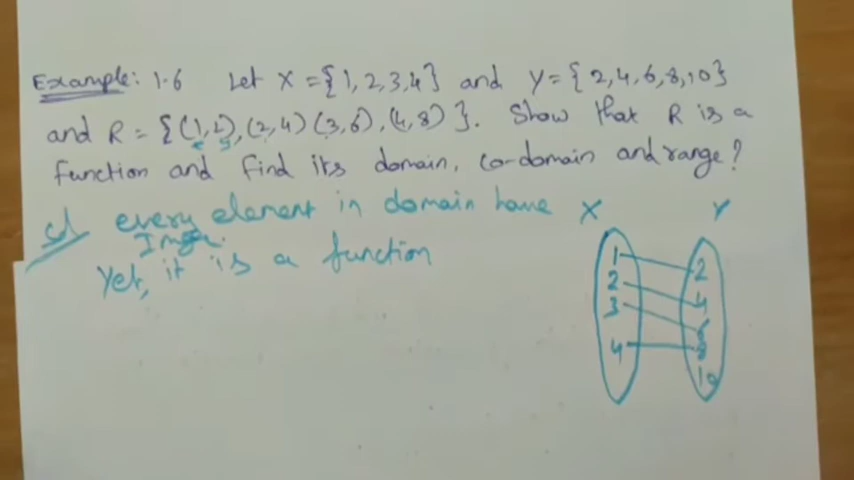 Example: 1.6 Let X = {1, 2, 3, 4} and Y = {2, 4, 6, 8, 10}
and R = {(1, 2), (2, 4) (3, 6), (4, 8)}. Show that R is a
function and find its domain, co-domain and range?
Sol every element in domain have
Image.
Yet, it is a function
X Y
1 2
2 4
3 6
4 8
10